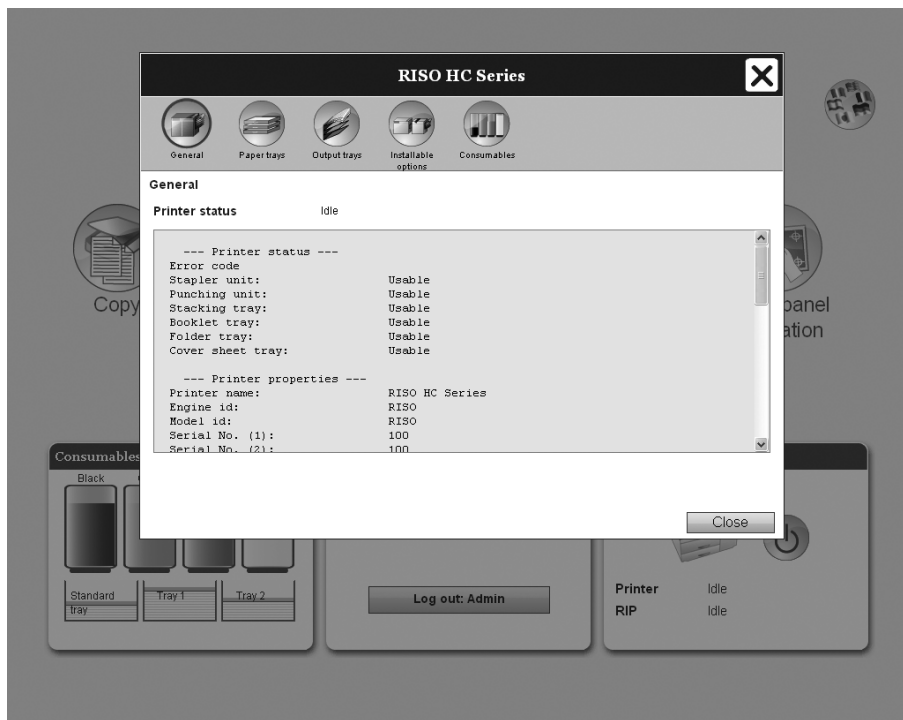 RISO HC Series
General
Paper trays
Output trays
Installable
options
Consumables
General
Printer status Idle
--- Printer status ---
Error code
Stapler unit: Usable
Punching unit: Usable
Stacking tray: Usable
Booklet tray: Usable
Folder tray: Usable
Cover sheet tray: Usable
--- Printer properties ---
Printer name: RISO HC Series
Engine id: RISO
Model id: RISO
Serial No. (1): 100
Serial No. (2): 100
Close
Copy
panel
ation
Consumables
Black
Standard
tray
Tray 1
Tray 2
Log out: Admin
Printer Idle
RIP Idle